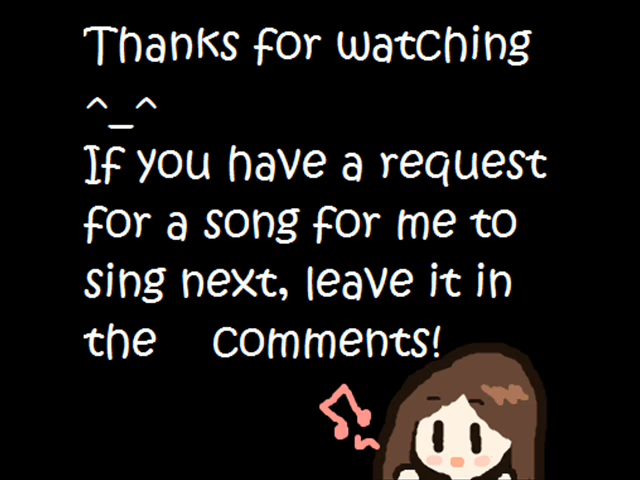 Thanks for watching
^_^
If you have a request
for a song for me to
sing next, leave it in
the comments!